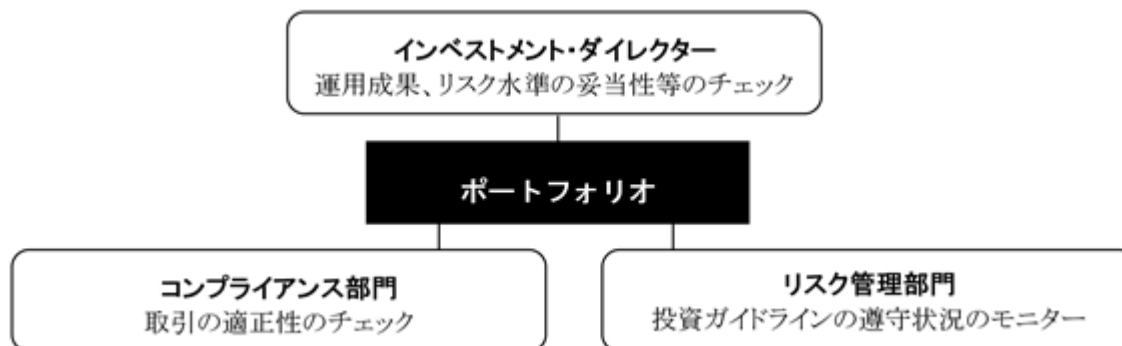 インベストメント・ダイレクター
運用成果、リスク水準の妥当性等のチェック
ポートフォリオ
コンプライアンス部門
取引の適正性のチェック
リスク管理部門
投資ガイドラインの遵守状況のモニター